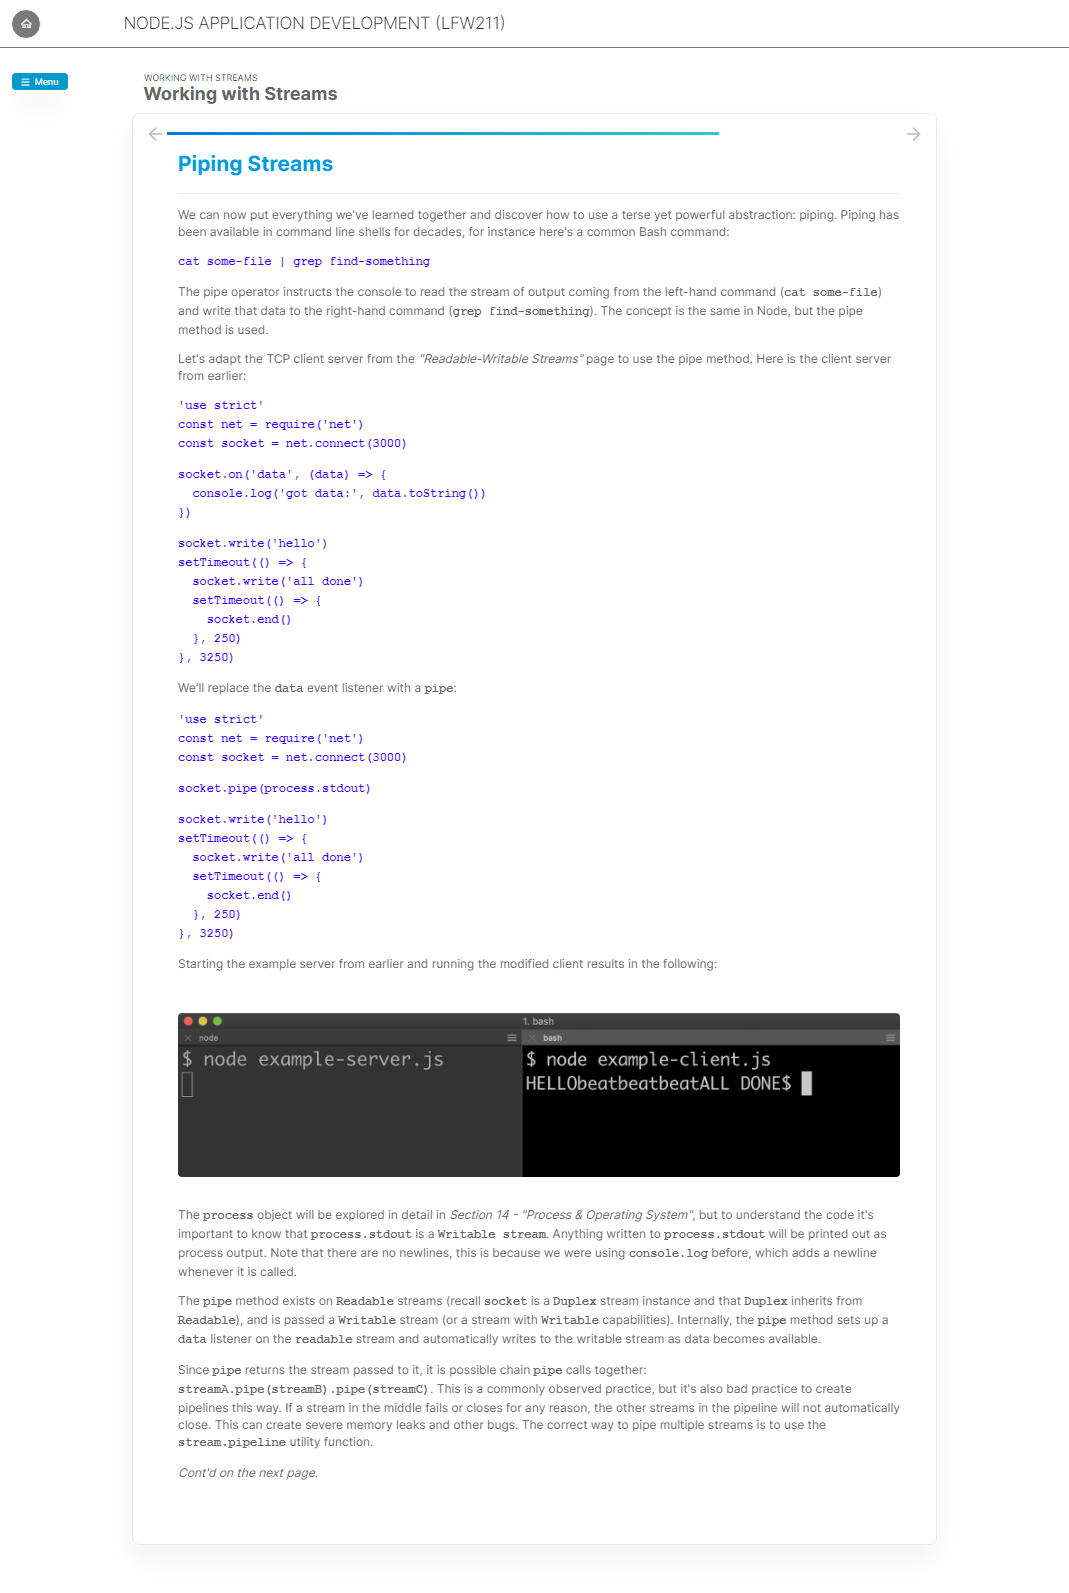 NODE.JS APPLICATION DEVELOPMENT (LFW211)
Menu
WORKING WITH STREAMS
Working with Streams
Piping Streams
We can now put everything we've learned together and discover how to use a terse yet powerful abstraction: piping. Piping has
been available in command line shells for decades, for instance here's a common Bash command:
cat some-file | grep find-something
The pipe operator instructs the console to read the stream of output coming from the left-hand command (cat some-file)
and write that data to the right-hand command (grep find-something). The concept is the same in Node, but the pipe
method is used.
Let's adapt the TCP client server from the "Readable-Writable Streams" page to use the pipe method. Here is the client server
from earlier:
'use strict'
const net = require('net')
const socket = net.connect(3000)
socket.on('data', (data) => {
  console.log('got data:', data.toString())
})
socket.write('hello')
setTimeout(() => {
  socket.write('all done')
  setTimeout(() => {
    socket.end()
  }, 250)
}, 3250)
We'll replace the data event listener with a pipe:
'use strict'
const net = require('net')
const socket = net.connect(3000)
socket.pipe(process.stdout)
socket.write('hello')
setTimeout(() => {
  socket.write('all done')
  setTimeout(() => {
    socket.end()
  }, 250)
}, 3250)
Starting the example server from earlier and running the modified client results in the following:
1. bash
node
bash
$ node example-server.js
$ node example-client.js
HELLObeatbeatbeatALL DONE$
The process object will be explored in detail in Section 14 - "Process & Operating System", but to understand the code it's
important to know that process.stdout is a Writable stream. Anything written to process.stdout will be printed out as
process output. Note that there are no newlines, this is because we were using console.log before, which adds a newline
whenever it is called.
The pipe method exists on Readable streams (recall socket is a Duplex stream instance and that Duplex inherits from
Readable), and is passed a Writable stream (or a stream with Writable capabilities). Internally, the pipe method sets up a
data listener on the readable stream and automatically writes to the writable stream as data becomes available.
Since pipe returns the stream passed to it, it is possible chain pipe calls together:
streamA.pipe(streamB).pipe(streamC). This is a commonly observed practice, but it's also bad practice to create
pipelines this way. If a stream in the middle fails or closes for any reason, the other streams in the pipeline will not automatically
close. This can create severe memory leaks and other bugs. The correct way to pipe multiple streams is to use the
stream.pipeline utility function.
Cont'd on the next page.